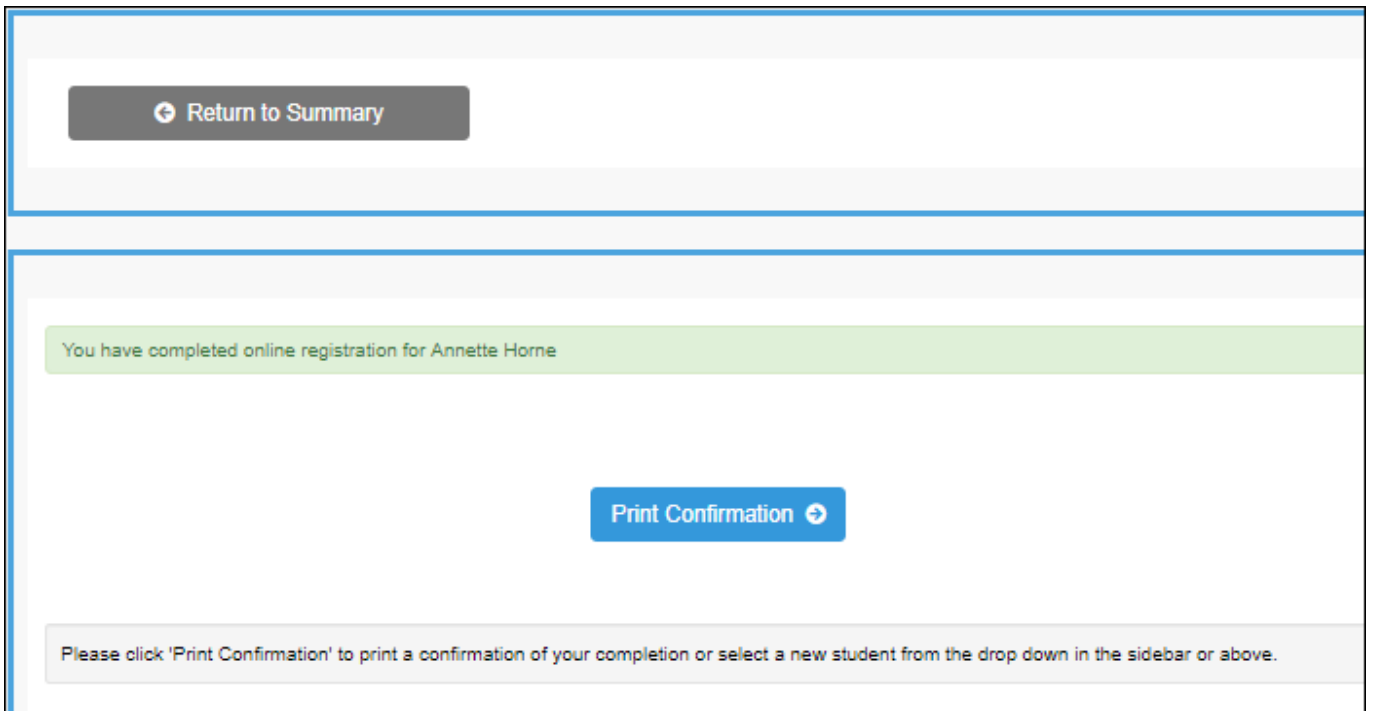 Return to Summary
You have completed online registration for Annette Horne
Print Confirmation
Please click 'Print Confirmation' to print a confirmation of your completion or select a new student from the drop down in the sidebar or above.